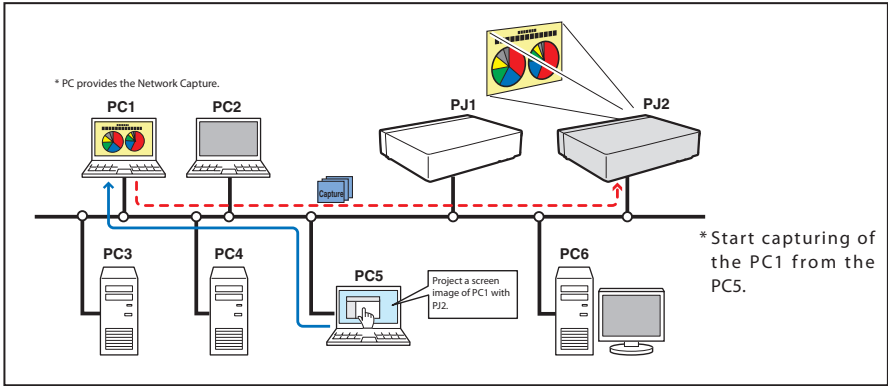 * PC provides the Network Capture.
PC1
PC2
PJ1
PJ2
Capture
PC3
PC4
PC5
PC6
Project a screen
image of PC1 with
PJ2.
* Start capturing of
the PC1 from the
PC5.